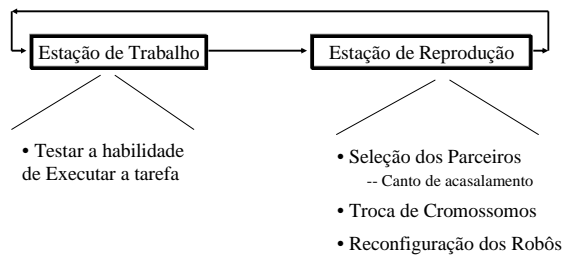 Estação de Trabalho
Estação de Reprodução
• Testar a habilidade
de Executar a tarefa
• Seleção dos Parceiros
-- Canto de acasalamento
• Troca de Cromossomos
• Reconfiguração dos Robôs